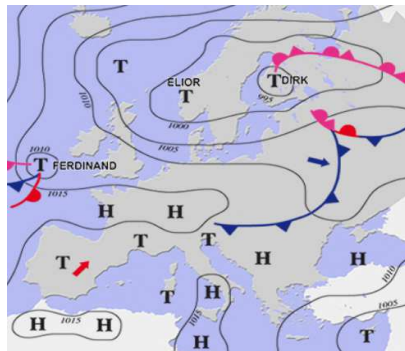 T
ELIOR
T
T DIRK
995
1010
1000
1005
1010
T FERDINAND
1015
H H
T T
T
H H
T
H
1010
1005
H H
1015
1015
H
T